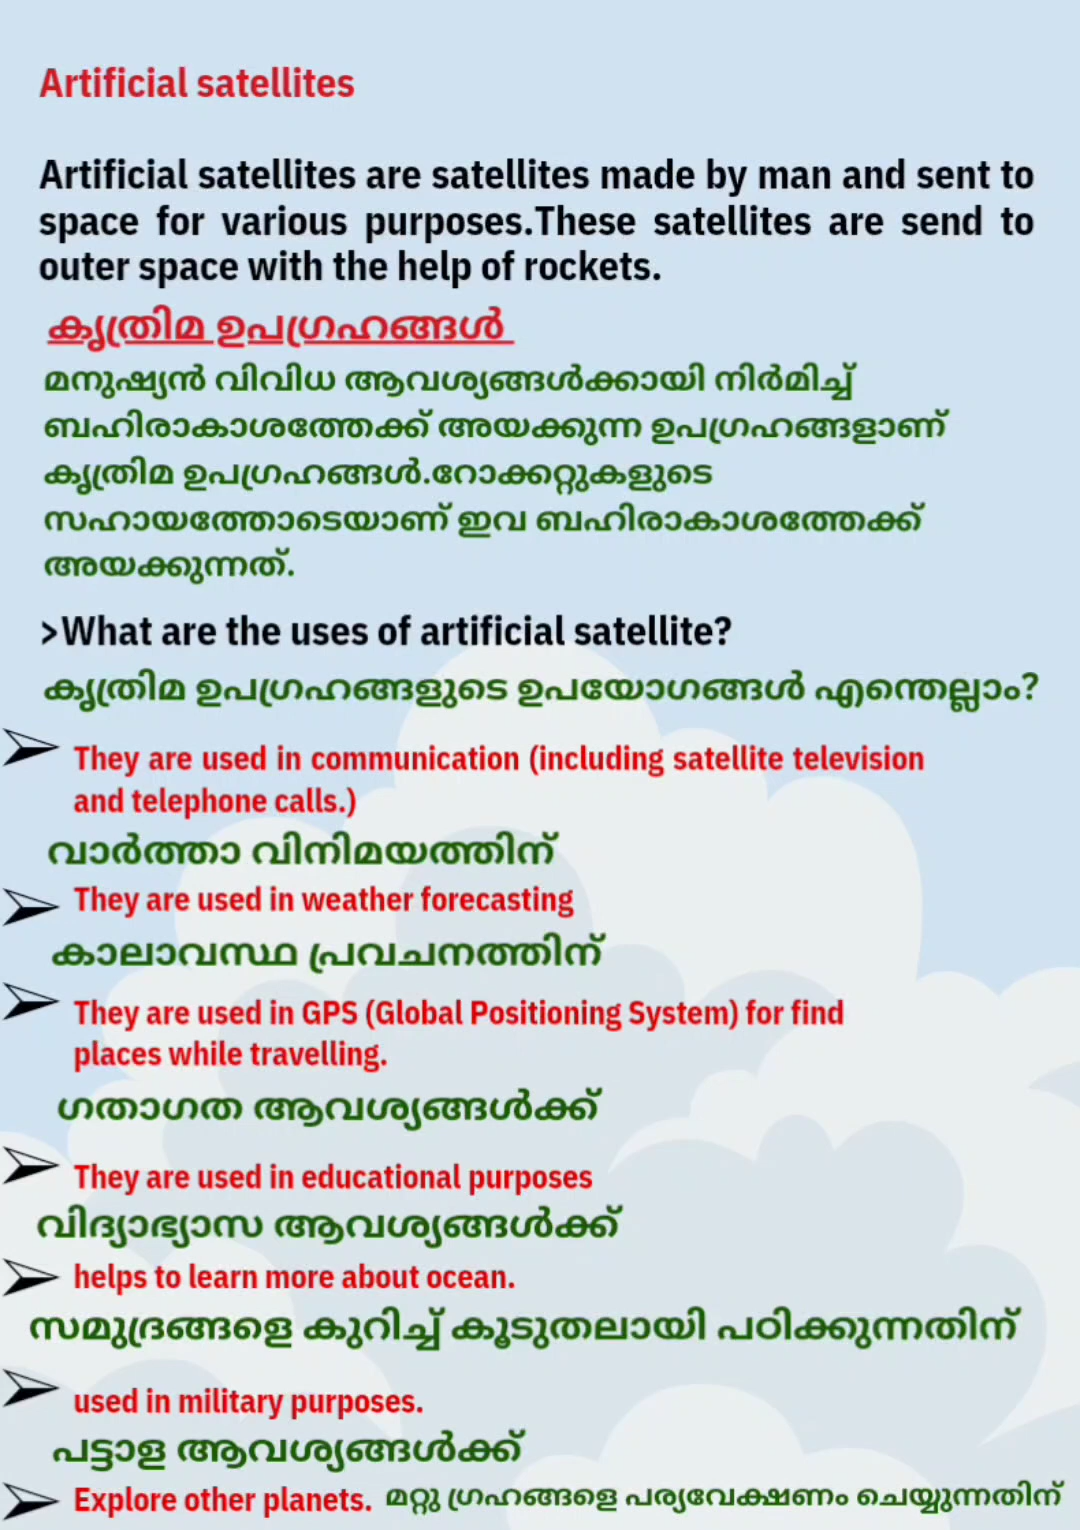 Artificial satellites
Artificial satellites are satellites made by man and sent to
space for various purposes.These satellites are send to
outer space with the help of rockets.
കൃത്രിമ ഉപഗ്രഹങ്ങൾ
മനുഷ്യൻ വിവിധ ആവശ്യങ്ങൾക്കായി നിർമിച്ച്
ബഹിരാകാശത്തേക്ക് അയക്കുന്ന ഉപഗ്രഹങ്ങളാണ്
കൃത്രിമ ഉപഗ്രഹങ്ങൾ.റോക്കറ്റുകളുടെ
സഹായത്തോടെയാണ് ഇവ ബഹിരാകാശത്തേക്ക്
അയക്കുന്നത്.
>What are the uses of artificial satellite?
കൃത്രിമ ഉപഗ്രഹങ്ങളുടെ ഉപയോഗങ്ങൾ എന്തെല്ലാം?
They are used in communication (including satellite television
and telephone calls.)
വാർത്താ വിനിമയത്തിന്
They are used in weather forecasting
കാലാവസ്ഥ പ്രവചനത്തിന്
They are used in GPS (Global Positioning System) for find
places while travelling.
ഗതാഗത ആവശ്യങ്ങൾക്ക്
They are used in educational purposes
വിദ്യാഭ്യാസ ആവശ്യങ്ങൾക്ക്
helps to learn more about ocean.
സമുദ്രങ്ങളെ കുറിച്ച് കൂടുതലായി പഠിക്കുന്നതിന്
used in military purposes.
പട്ടാള ആവശ്യങ്ങൾക്ക്
Explore other planets. മറ്റു ഗ്രഹങ്ങളെ പര്യവേക്ഷണം ചെയ്യുന്നതിന്